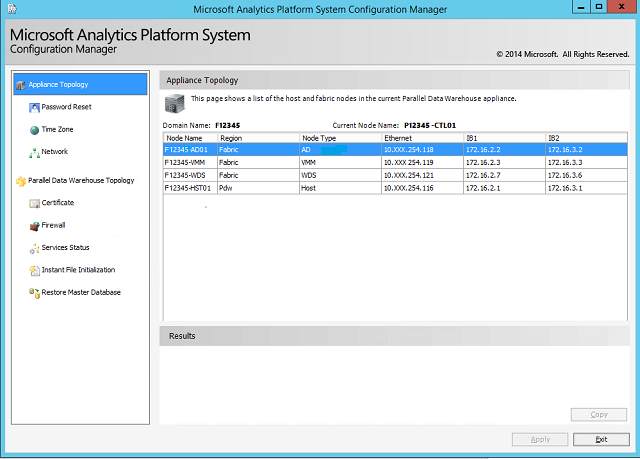 Microsoft Analytics Platform System Configuration Manager
Microsoft Analytics Platform System
Configuration Manager
© 2014 Microsoft. All Rights Reserved.
Appliance Topology
Password Reset
Time Zone
Network
Parallel Data Warehouse Topology
Certificate
Firewall
Services Status
Instant File Initialization
Restore Master Database
Appliance Topology
This page shows a list of the host and fabric nodes in the current Parallel Data Warehouse appliance.
Domain Name: F12345 Current Node Name: P12345-CTL01
Node Name Region Node Type Ethernet IB1 IB2
F12345-AD01 Fabric AD 10.XXX.254.118 172.16.2.2 172.16.3.2
F12345-VMM Fabric VMM 10.XXX.254.119 172.16.2.3 172.16.3.3
F12345-WDS Fabric WDS 10.XXX.254.121 172.16.2.7 172.16.3.6
F12345-HST01 Pdw Host 10.XXX.254.116 172.16.2.1 172.16.3.1
Results
Copy
Apply Exit